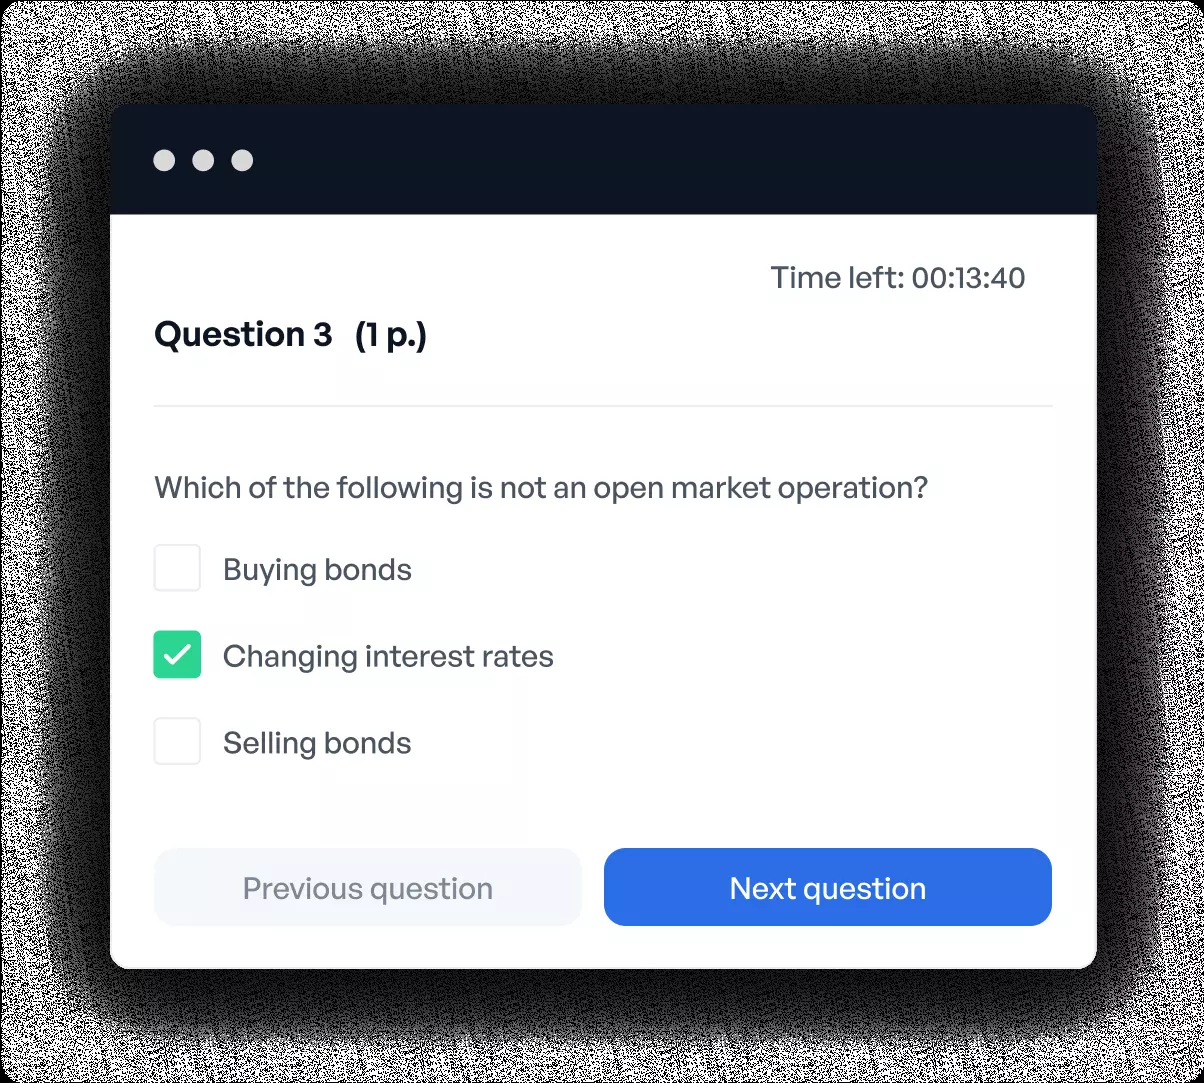 Time left: 00:13:40
Question 3 (1 p.)
Which of the following is not an open market operation?
Buying bonds
Changing interest rates
Selling bonds
Previous question
Next question